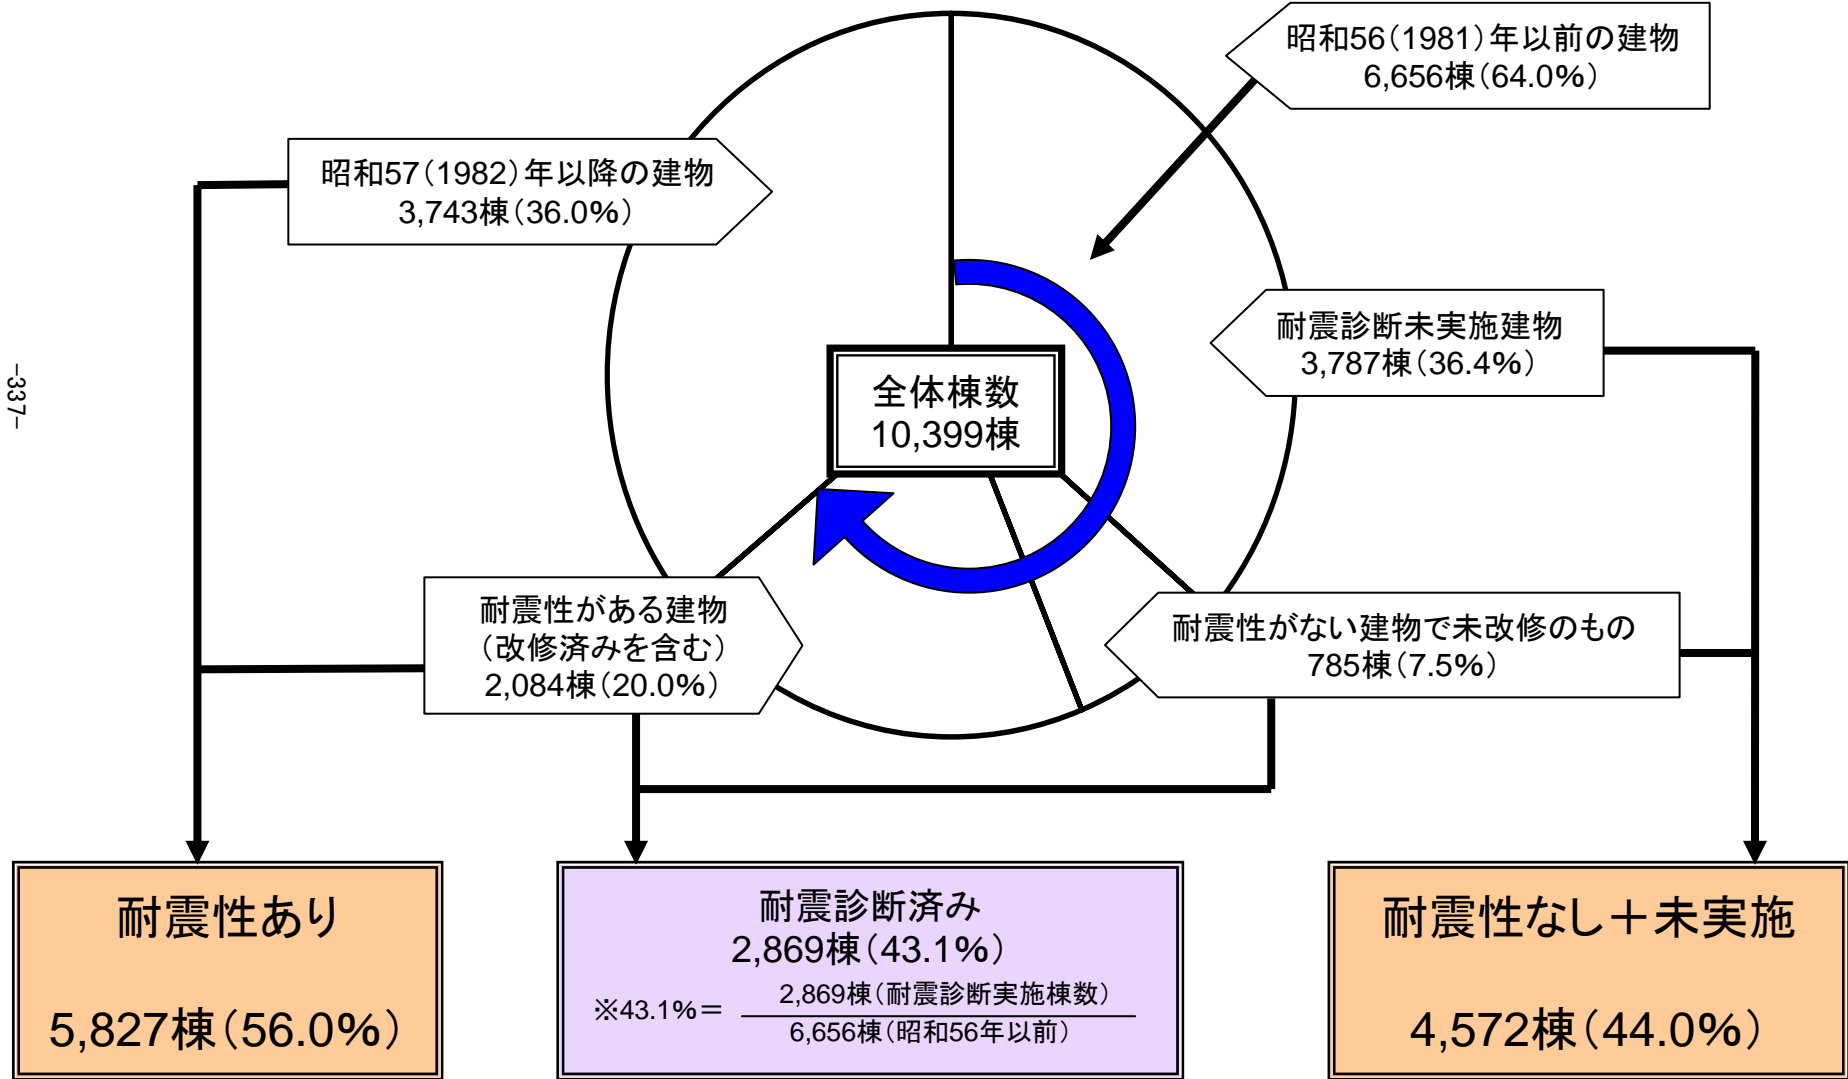 昭和56(1981)年以前の建物
6,656棟(64.0%)
昭和57(1982)年以降の建物
3,743棟(36.0%)
耐震診断未実施建物
3,787棟(36.4%)
-337-
全体棟数
10,399棟
耐震性がある建物
(改修済みを含む)
2,084棟(20.0%)
耐震性がない建物で未改修のもの
785棟(7.5%)
耐震性あり
5,827棟(56.0%)
耐震診断済み
2,869棟(43.1%)
※43.1%=
2,869棟(耐震診断実施棟数)
6,656棟(昭和56年以前)
耐震性なし+未実施
4,572棟(44.0%)